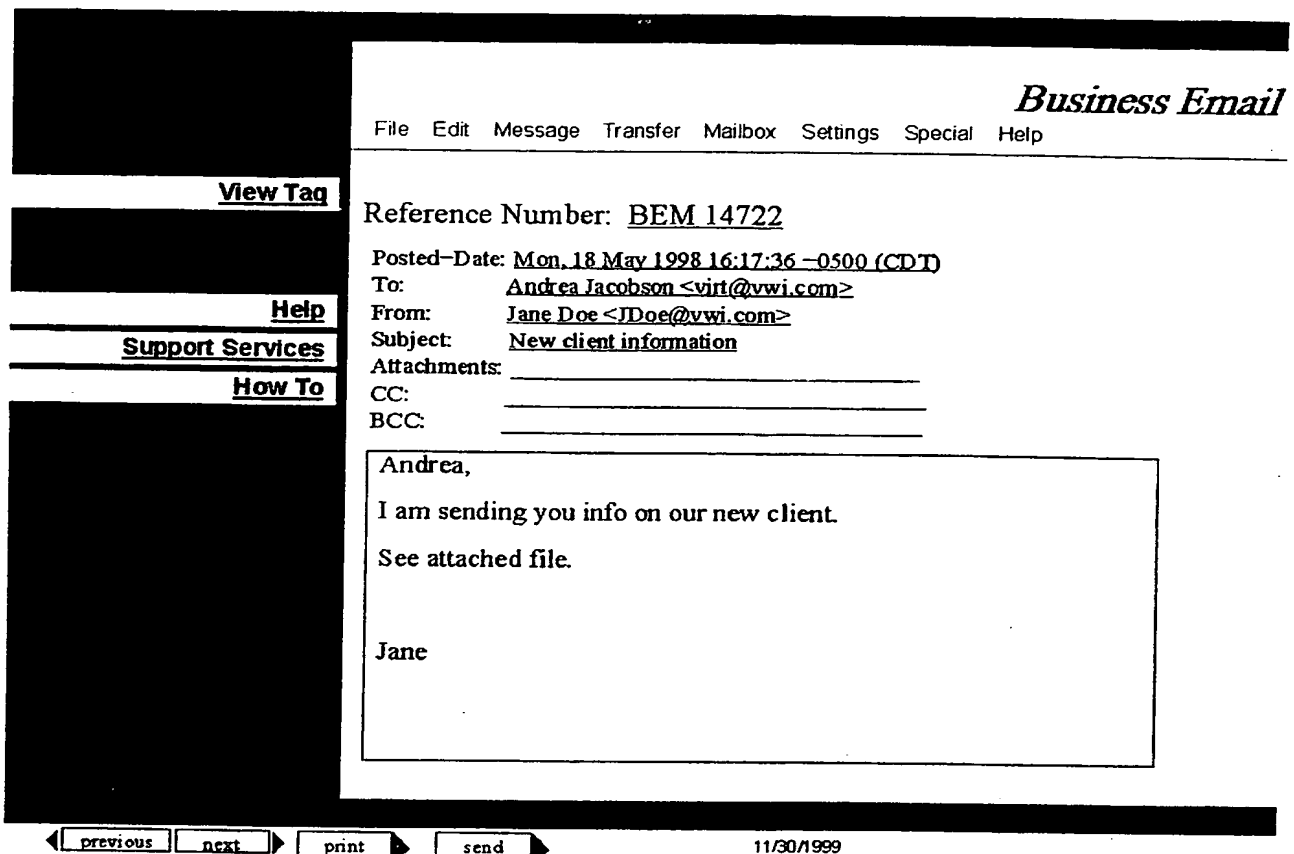 Business Email
File Edit Message Transfer Mailbox Settings Special Help
View Tag
Help
Support Services
How To
Reference Number: BEM 14722
Posted-Date: Mon, 18 May 1998 16:17:36 -0500 (CDT)
To: Andrea Jacobson <virt@vwi.com>
From: Jane Doe <JDoe@vwi.com>
Subject: New client information
Attachments:
CC:
BCC:
Andrea,
I am sending you info on our new client.
See attached file.
Jane
previous next print send 11/30/1999